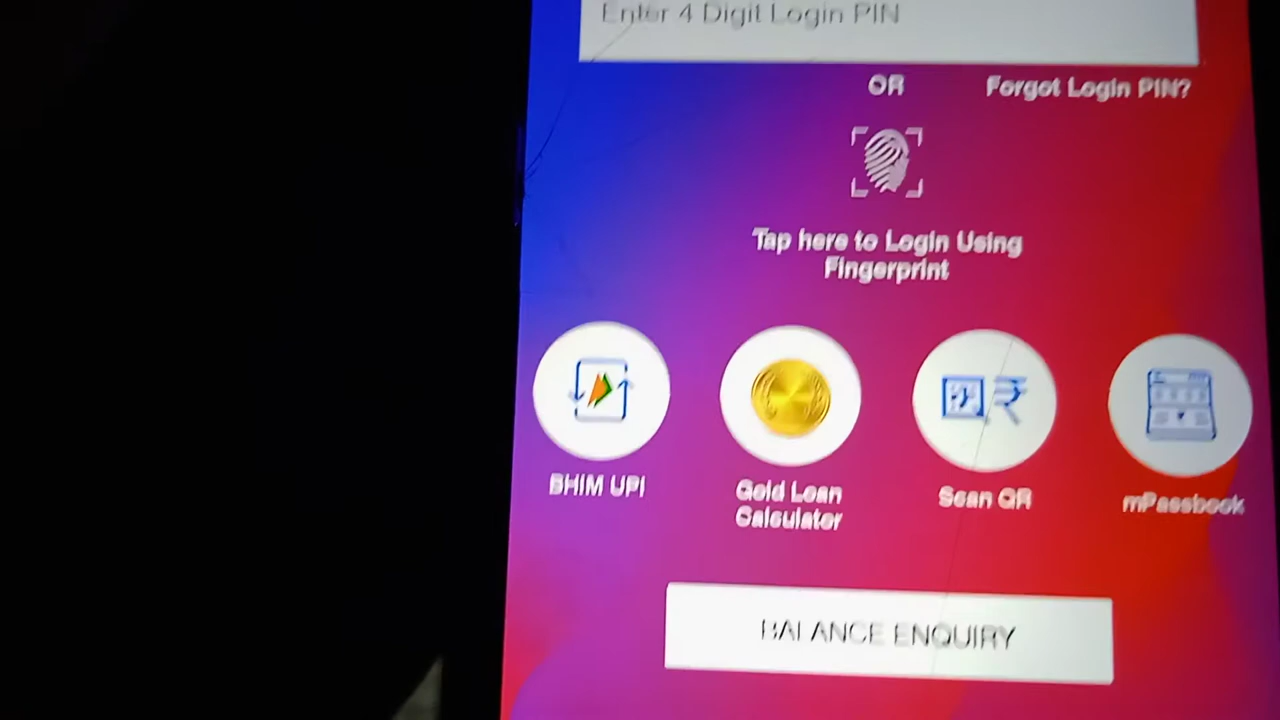 Enter 4 Digit Login PIN
OR
Forgot Login PIN?
Tap here to Login Using
Fingerprint
BHIM UPI
Gold Loan
Calculator
Scan QR
mPassbook
BALANCE ENQUIRY